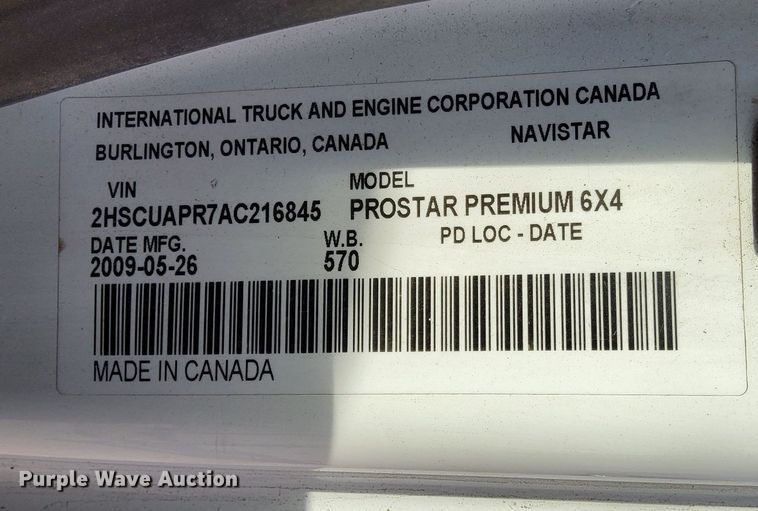 INTERNATIONAL TRUCK AND ENGINE CORPORATION CANADA
BURLINGTON, ONTARIO, CANADA NAVISTAR
VIN MODEL
2HSCUAPR7AC216845 PROSTAR PREMIUM 6X4
DATE MFG. W.B. PD LOC - DATE
2009-05-26 570
MADE IN CANADA
Purple Wave Auction